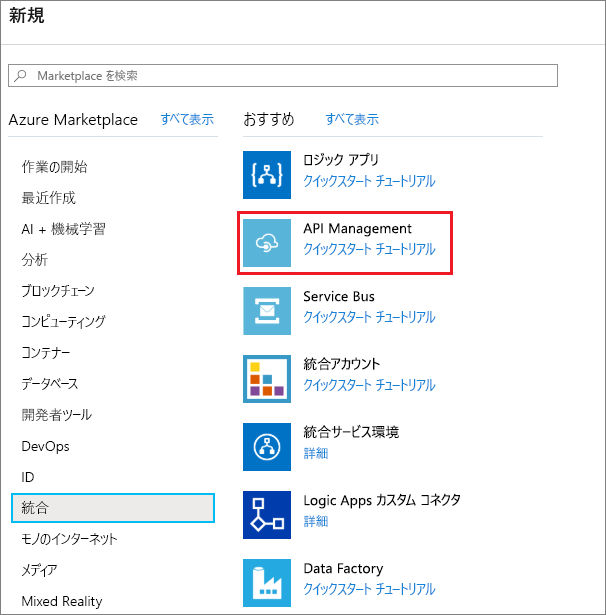 新規
Marketplace を検索
Azure Marketplace すべて表示
作業の開始
最近作成
AI + 機械学習
分析
ブロックチェーン
コンピューティング
コンテナー
データベース
開発者ツール
DevOps
ID
統合
モノのインターネット
メディア
Mixed Reality
おすすめ すべて表示
ロジック アプリ
クイックスタート チュートリアル
API Management
クイックスタート チュートリアル
Service Bus
クイックスタート チュートリアル
統合アカウント
クイックスタート チュートリアル
統合サービス環境
詳細
Logic Apps カスタム コネクタ
詳細
Data Factory
クイックスタート チュートリアル